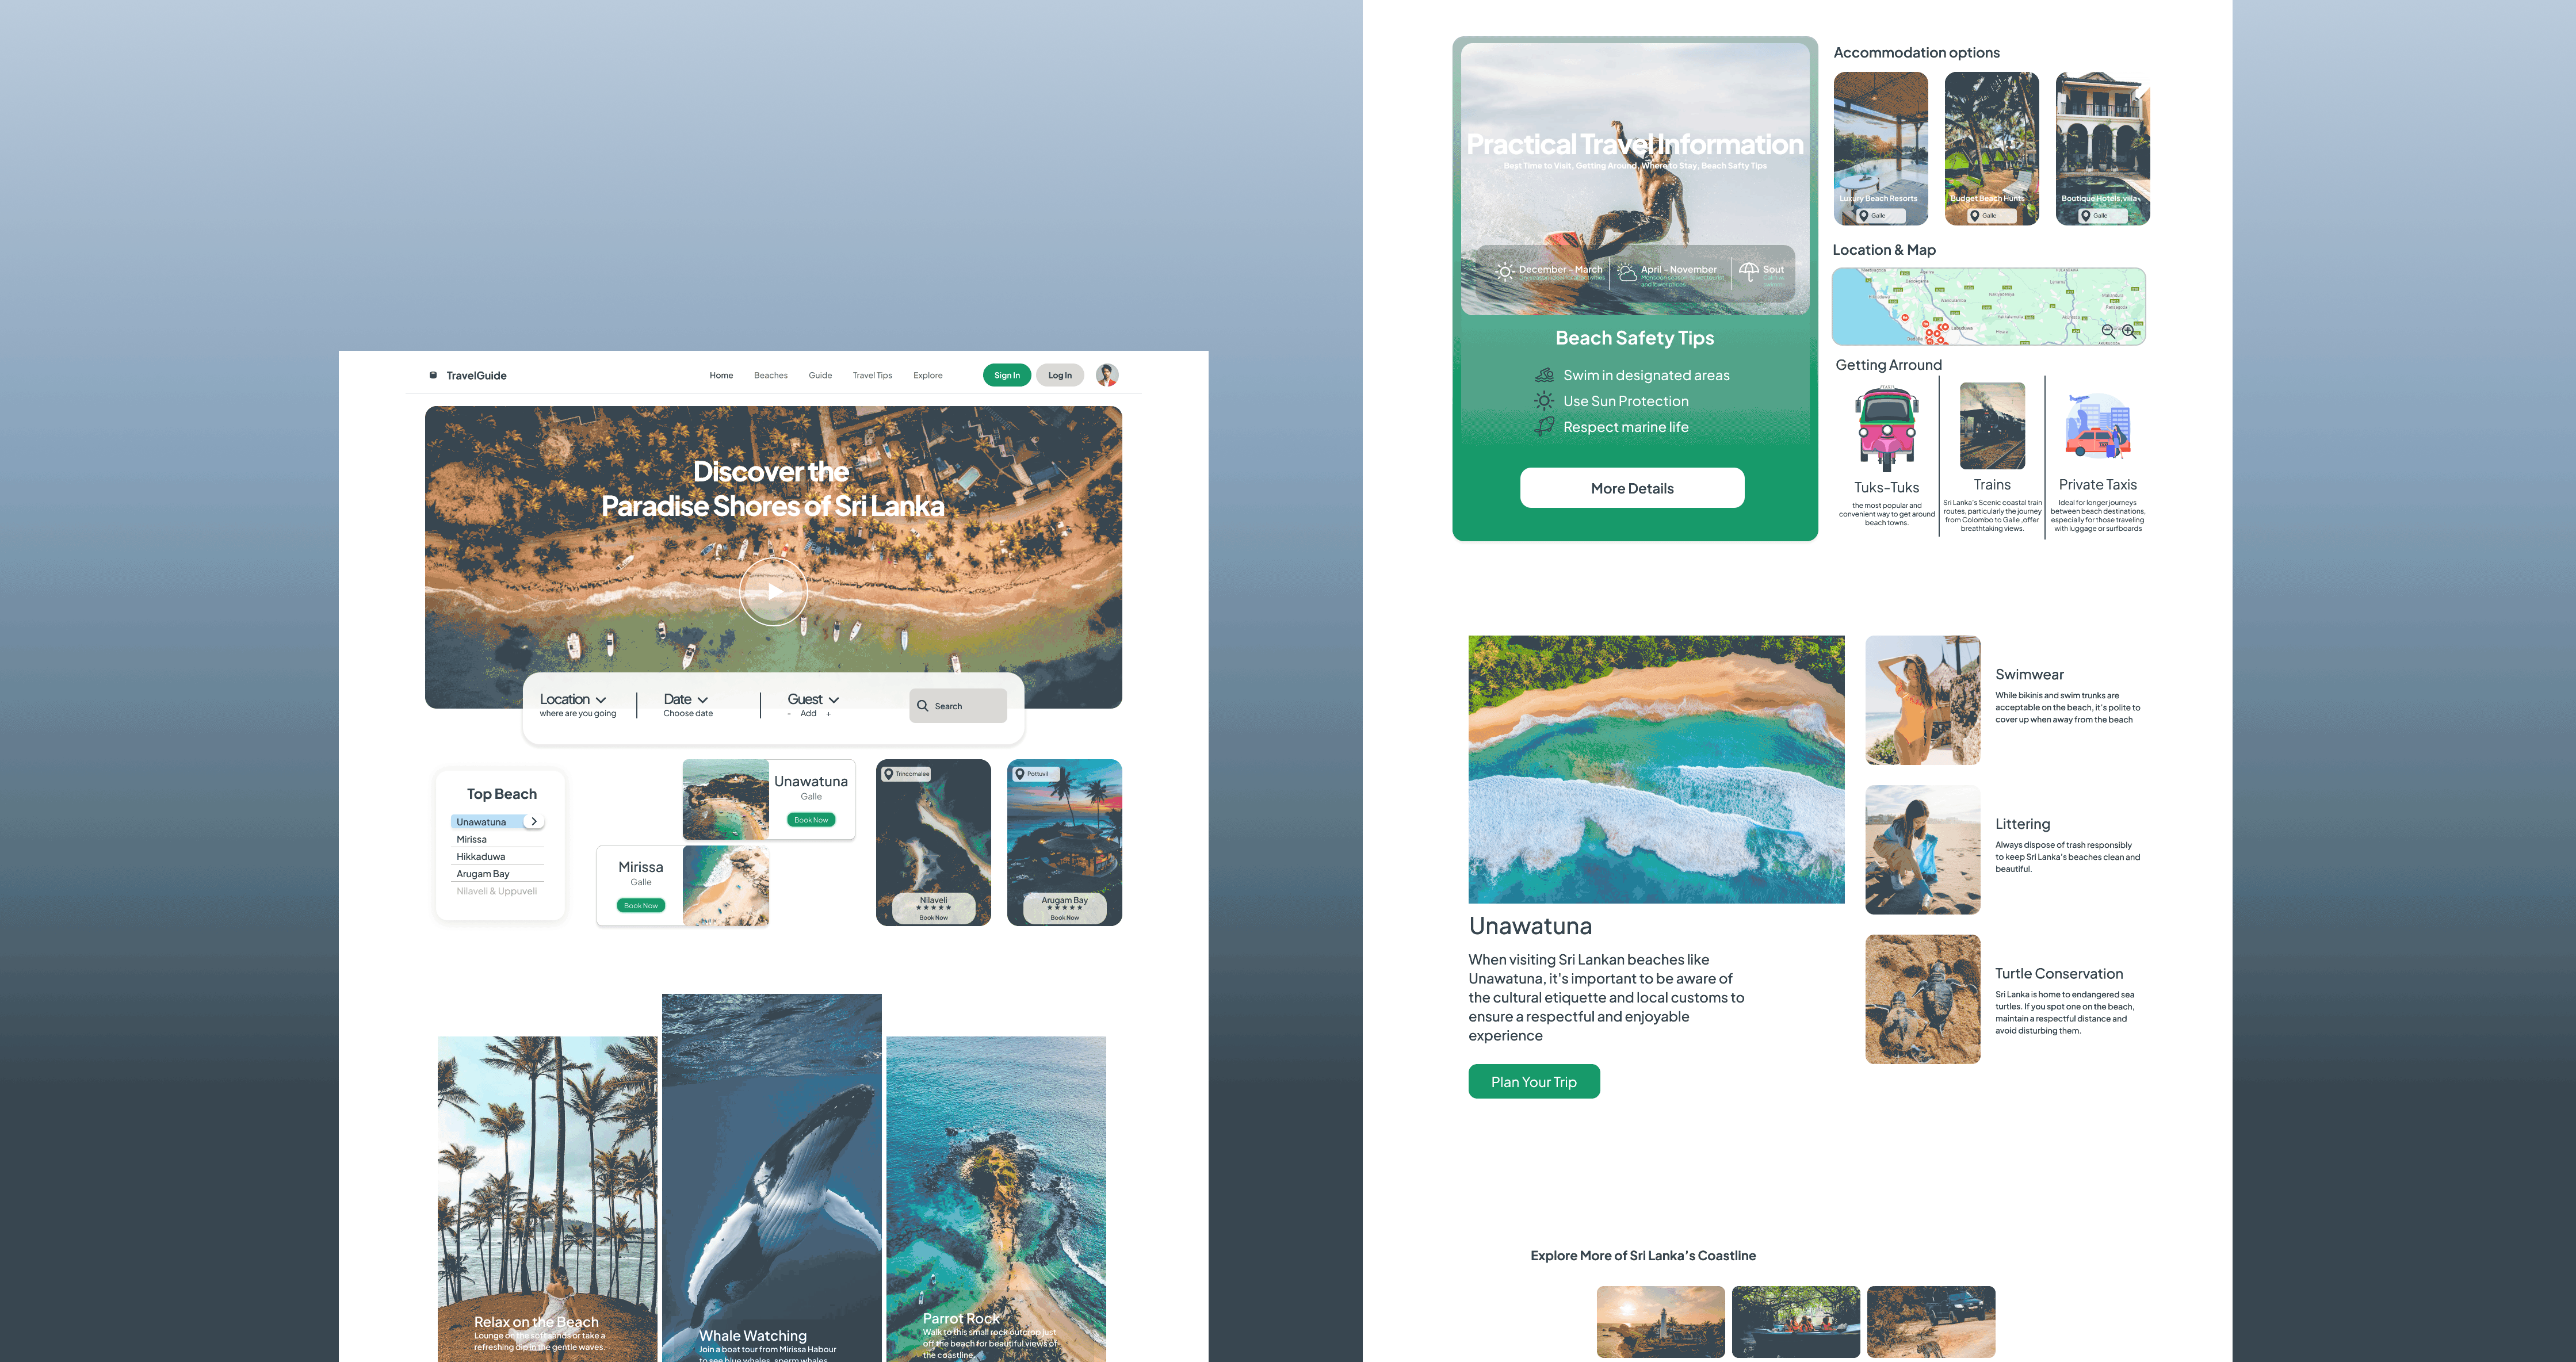 TravelGuide
Home
Beaches
Guide
Travel Tips
Explore
Sign In
Log In
Discover the
Paradise Shores of Sri Lanka
Location
where are you going
Date
Choose date
Guest
- Add +
Search
Top Beach
Unawatuna
Mirissa
Hikkaduwa
Arugam Bay
Nilaveli & Uppuveli
Unawatuna
Galle
Book Now
Mirissa
Galle
Book Now
Trincomalee
Nilaveli
★★★★★
Book Now
Pottuvil
Arugam Bay
★★★★★
Book Now
Relax on the Beach
Lounge on the soft sands or take a
refreshing dip in the gentle waves.
Whale Watching
Join a boat tour from Mirissa Habour
to see blue whales, sperm whales
Parrot Rock
Walk to this small rock outcrop just
off the beach for beautiful views of
the coastline.
Practical Travel Information
Best Time to Visit, Getting Around, Where to Stay, Beach Safty Tips
December - March
April - November
Monsoon season, fewer tourists
and lower prices
Sout
Beach Safety Tips
Swim in designated areas
Use Sun Protection
Respect marine life
More Details
Accommodation options
Luxury Beach Resorts
Galle
Budget Beach Hunts
Galle
Boutique Hotels,villa
Galle
Location & Map
Getting Around
Tuks-Tuks
the most popular and
convenient way to get around
beach towns.
Trains
Sri Lanka's Scenic coastal train
routes, particularly the journey
from Colombo to Galle ,offer
breathtaking views.
Private Taxis
Ideal for longer journeys
between beach destinations,
especially for those traveling
with luggage or surfboards
Unawatuna
When visiting Sri Lankan beaches like
Unawatuna, it's important to be aware of
the cultural etiquette and local customs to
ensure a respectful and enjoyable
experience
Plan Your Trip
Swimwear
While bikinis and swim trunks are
acceptable on the beach, it's polite to
cover up when away from the beach
Littering
Always dispose of trash responsibly
to keep Sri Lanka's beaches clean and
beautiful.
Turtle Conservation
Sri Lanka is home to endangered sea
turtles. If you spot one on the beach,
maintain a respectful distance and
avoid disturbing them.
Explore More of Sri Lanka's Coastline